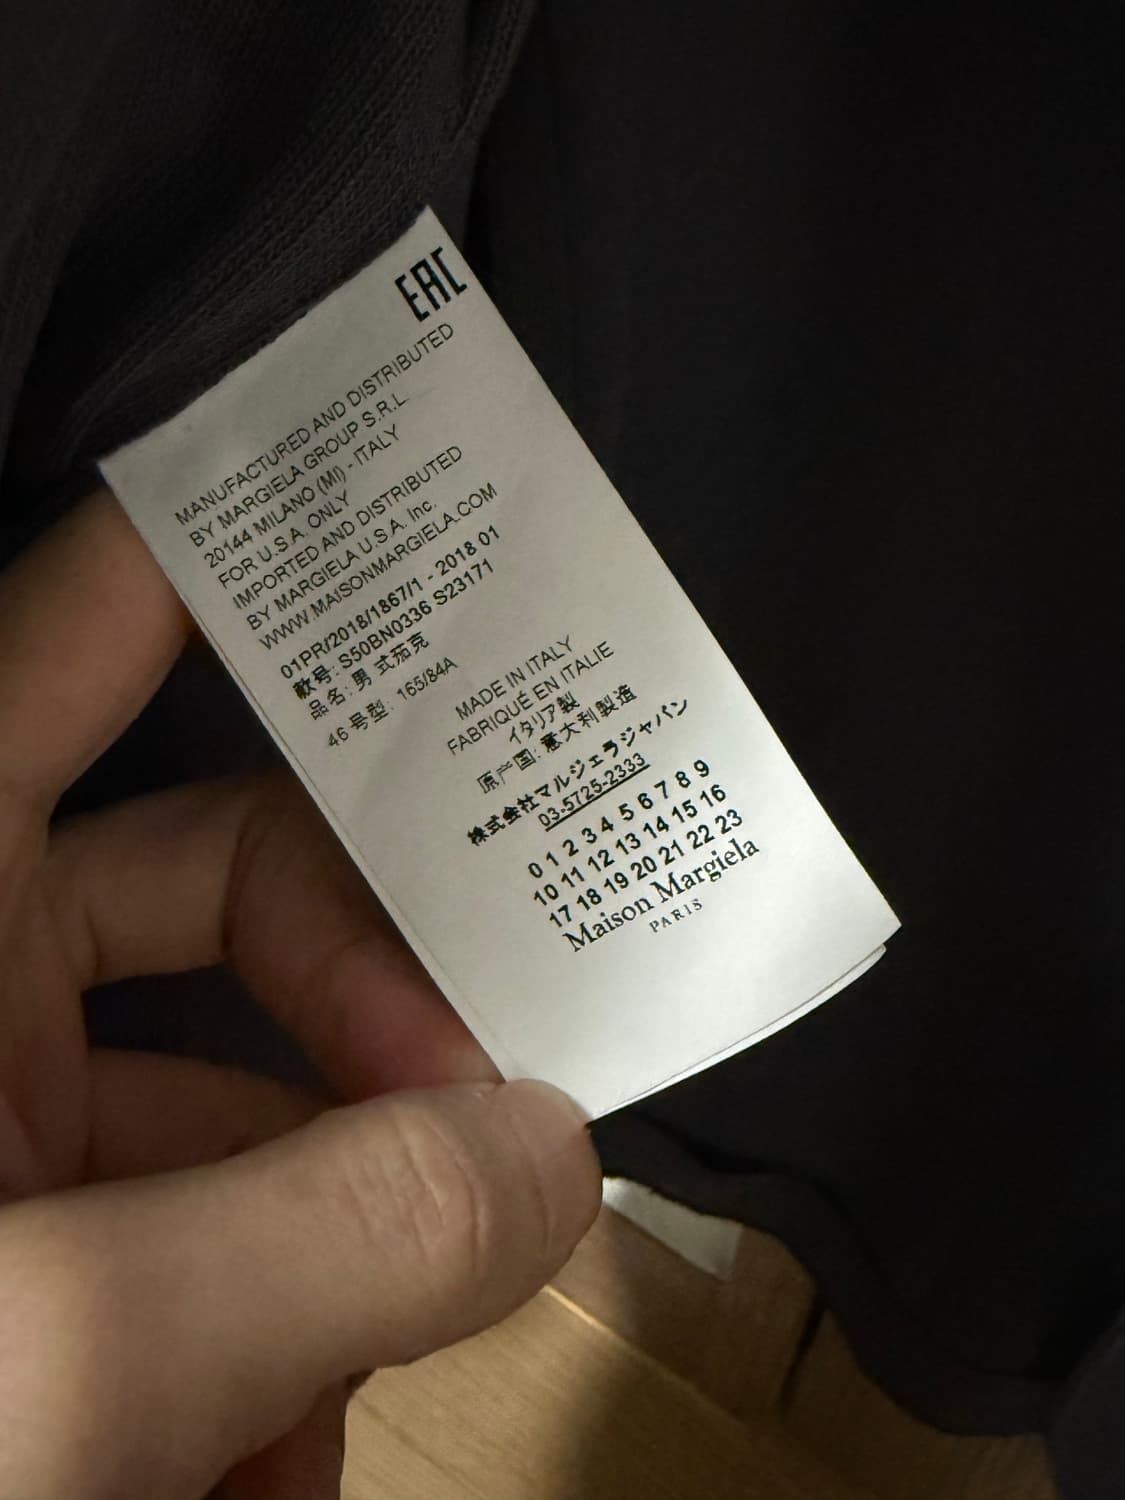 EAC
MANUFACTURED AND DISTRIBUTED
BY MARGIELA GROUP S.R.L
20144 MILANO (MI) - ITALY
FOR U.S.A. ONLY
IMPORTED AND DISTRIBUTED
BY MARGIELA U.S.A. Inc.
WWW.MAISONMARGIELA.COM
01PR/2018/1867/1 - 2018 01
款号: S50BN0336 S23171
品名: 男 式茄克
46 号型: 165/84A
MADE IN ITALY
FABRIQUÉ EN ITALIE
イタリア製
原产国: 意大利製造
株式会社マルジェラジャパン
03-5725-2333
0 1 2 3 4 5 6 7 8 9
10 11 12 13 14 15 16
17 18 19 20 21 22 23
Maison Margiela
PARIS